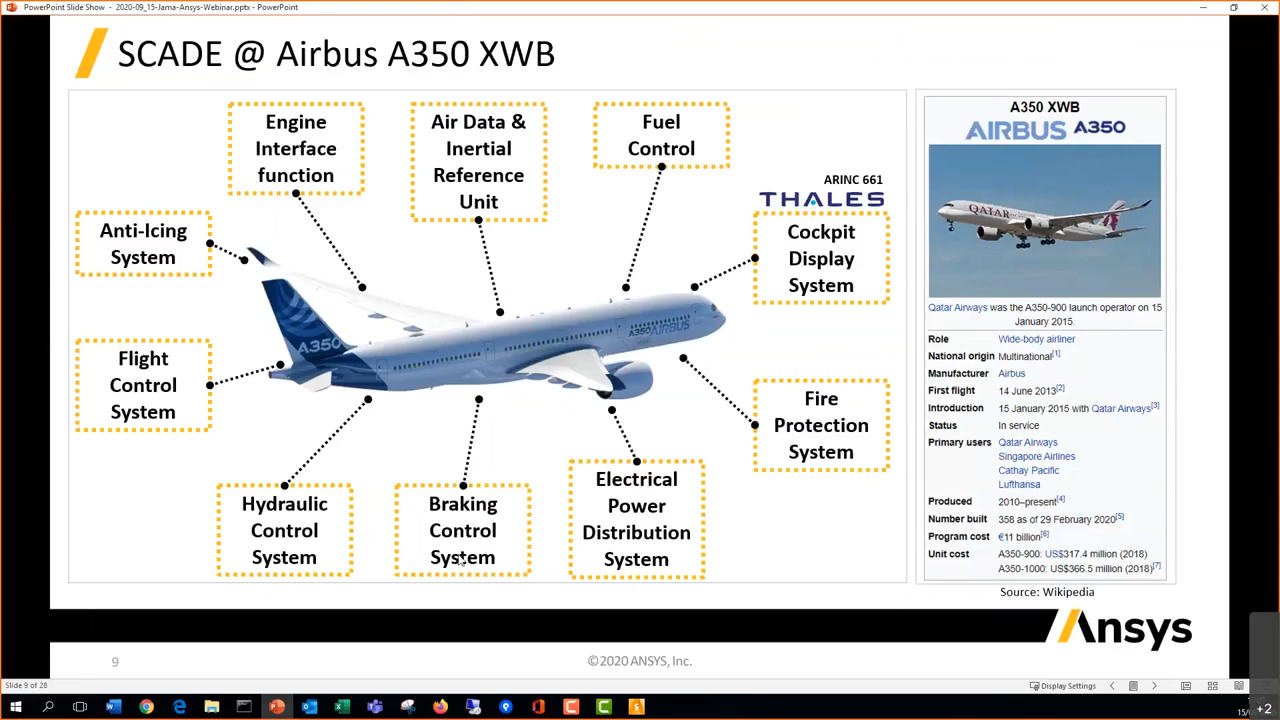 PowerPoint Slide Show - 2020-09_15-Jama-Ansys-Webinar.pptx - PowerPoint
SCADE @ Airbus A350 XWB
Engine
Interface
function
Air Data &
Inertial
Reference
Unit
Fuel
Control
ARINC 661
THALES
Anti-Icing
System
Cockpit
Display
System
Flight
Control
System
A350
A350 AIRBUS
Fire
Protection
System
Hydraulic
Control
System
Braking
Control
System
Electrical
Power
Distribution
System
A350 XWB
AIRBUS A350
QATAR
Qatar Airways was the A350-900 launch operator on 15
January 2015.
Role Wide-body airliner
National origin Multinational[1]
Manufacturer Airbus
First flight 14 June 2013[2]
Introduction 15 January 2015 with Qatar Airways[3]
Status In service
Primary users Qatar Airways
Singapore Airlines
Cathay Pacific
Lufthansa
Produced 2010–present[4]
Number built 358 as of 29 February 2020[5]
Program cost €11 billion[6]
Unit cost A350-900: US$317.4 million (2018)
A350-1000: US$366.5 million (2018)[7]
Source: Wikipedia
Ansys
9
©2020 ANSYS, Inc.
Slide 9 of 28
Display Settings
+2
15/